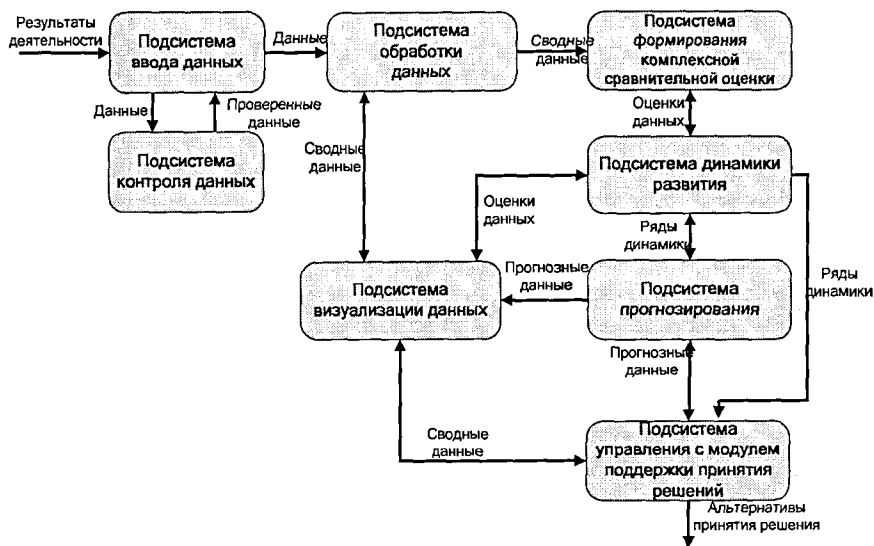 Результаты
деятельности
Подсистема
ввода данных
Данные
Подсистема
обработки
данных
Сводные
данные
Подсистема
формирования
комплексной
сравнительной оценки
Данные
Проверенные
данные
Подсистема
контроля данных
Сводные
данные
Оценки
данных
Подсистема динамики
развития
Оценки
данных
Ряды
динамики
Ряды
динамики
Подсистема
визуализации данных
Прогнозные
данные
Подсистема
прогнозирования
Прогнозные
данные
Сводные
данные
Подсистема
управления с модулем
поддержки принятия
решений
Альтернативы
принятия решения